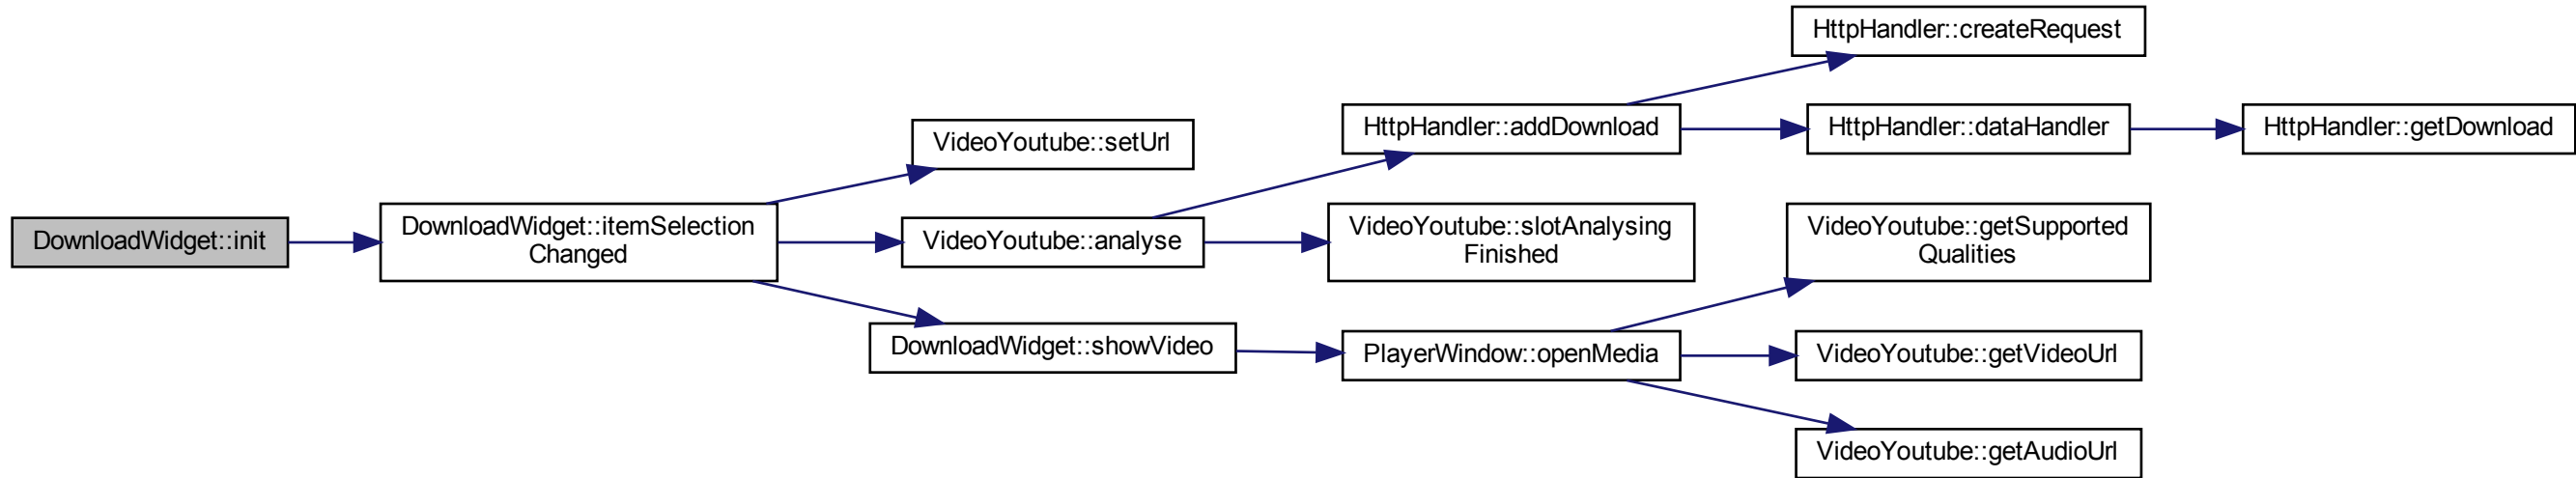 HttpHandler::createRequest
HttpHandler::addDownload
HttpHandler::dataHandler
HttpHandler::getDownload
VideoYoutube::setUrl
DownloadWidget::init
DownloadWidget::itemSelection
Changed
VideoYoutube::analyse
VideoYoutube::slotAnalysing
Finished
VideoYoutube::getSupported
Qualities
DownloadWidget::showVideo
PlayerWindow::openMedia
VideoYoutube::getVideoUrl
VideoYoutube::getAudioUrl